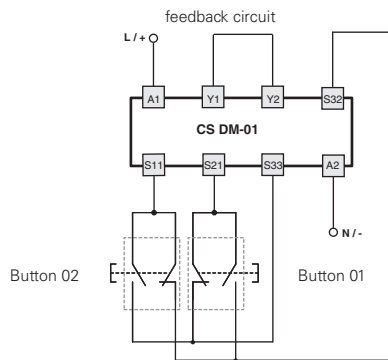 feedback circuit
L / +
A1 Y1 Y2 S32
CS DM-01
S11 S21 S33 A2
N / -
Button 02 Button 01